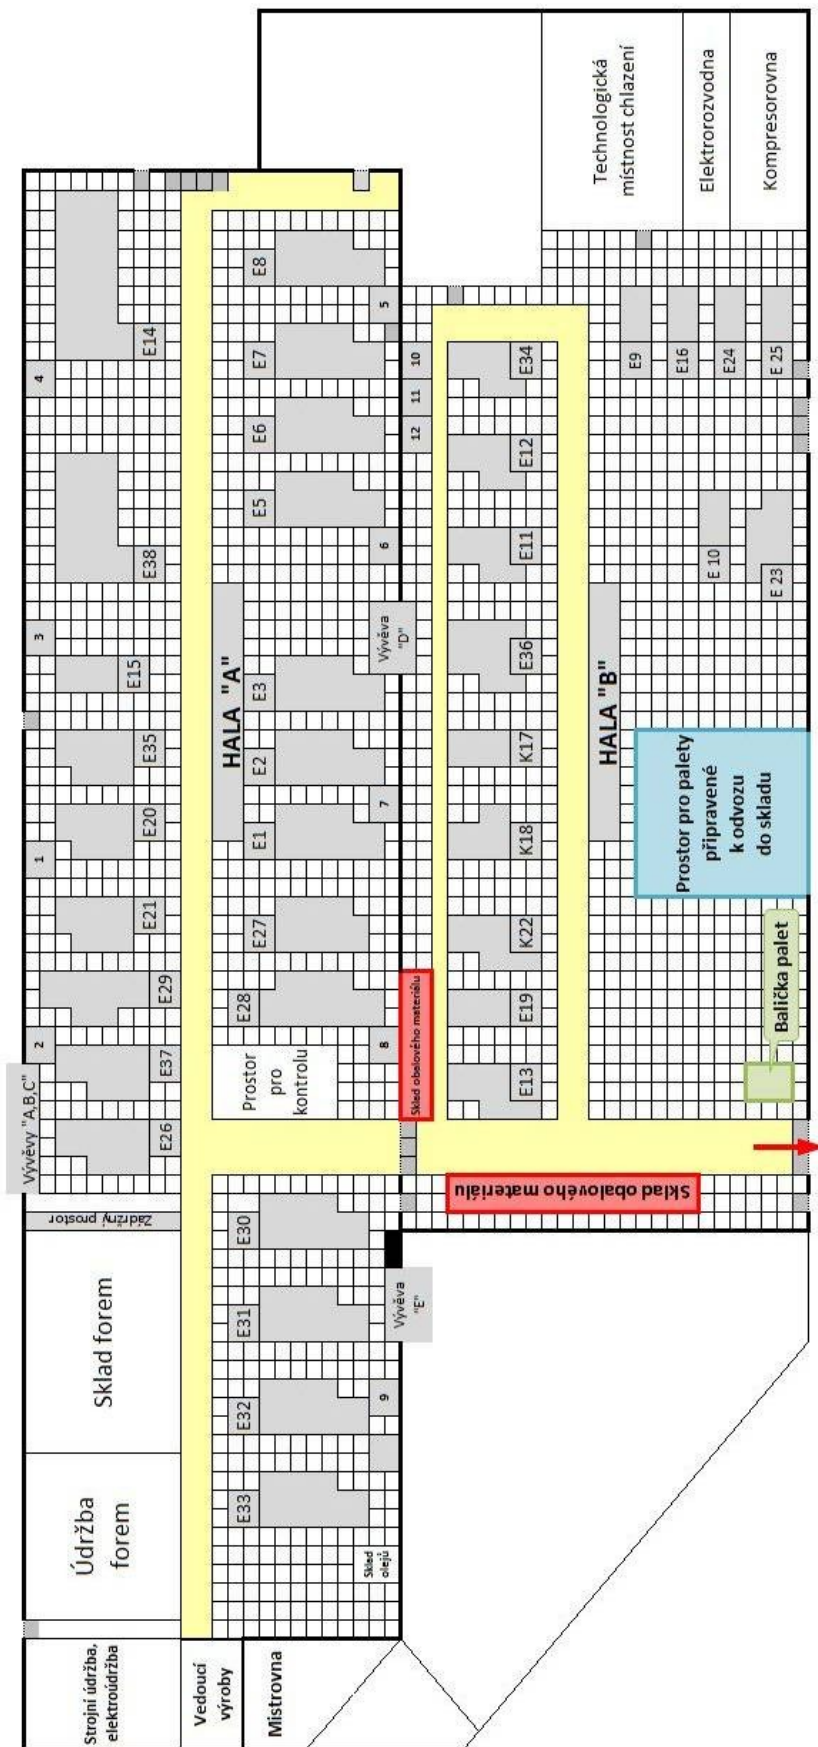 Technologická
místnost chlazení
Elektrorozvodna
Kompresorovna
E14
4
E38
3
E15
E35
E20
1
E21
E29
2
E37
Vývěvy "A,B,C"
E26
Zádržný prostor
Sklad forem
Údržba
forem
Strojní údržba,
elektroúdržba
Vedoucí
výroby
Mistrovna
HALA "A"
E8
5
E7
E6
E5
6
Vývěva
"D"
E3
E2
7
E1
E27
E28
8
Prostor
pro
kontrolu
E30
Vývěva
"E"
E31
E32
9
E33
Sklad
olejů
10
11
12
E34
E12
E11
E36
K17
K18
K22
E19
E13
Sklad obalového materiálu
Sklad obalového materiálu
HALA "B"
E9
E16
E24
E 25
E 10
E 23
Prostor pro palety
připravené
k odvozu
do skladu
Balička palet